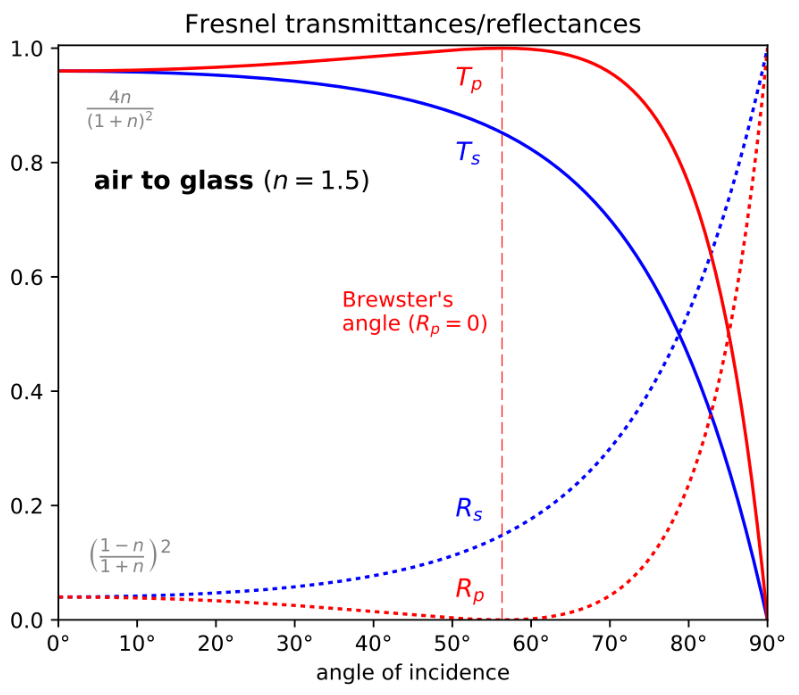 Fresnel transmittances/reflectances
1.0
0.8
0.6
0.4
0.2
0.0
4n
(1 + n)²
air to glass (n = 1.5)
T_p
T_s
Brewster's
angle (R_p = 0)
R_s
R_p
(1−n / 1+n)²
0° 10° 20° 30° 40° 50° 60° 70° 80° 90°
angle of incidence